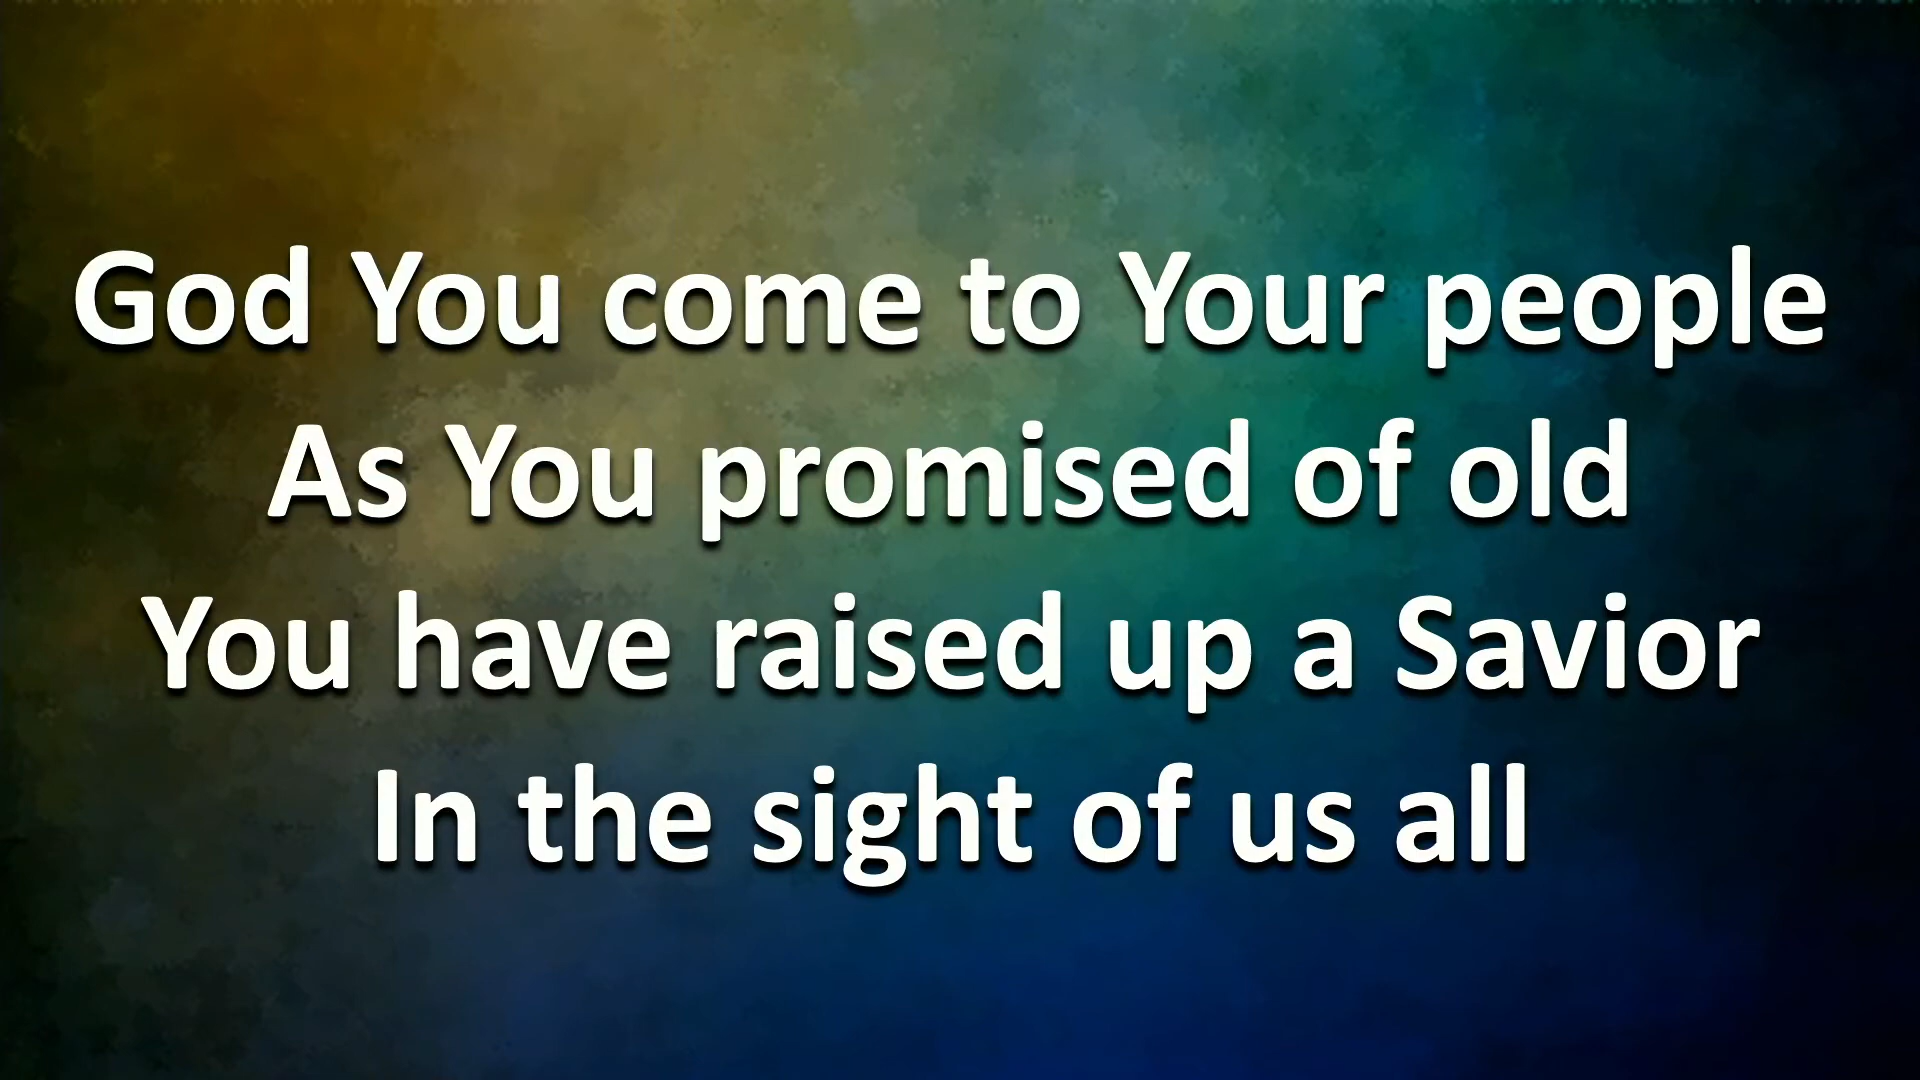 God You come to Your people
As You promised of old
You have raised up a Savior
In the sight of us all